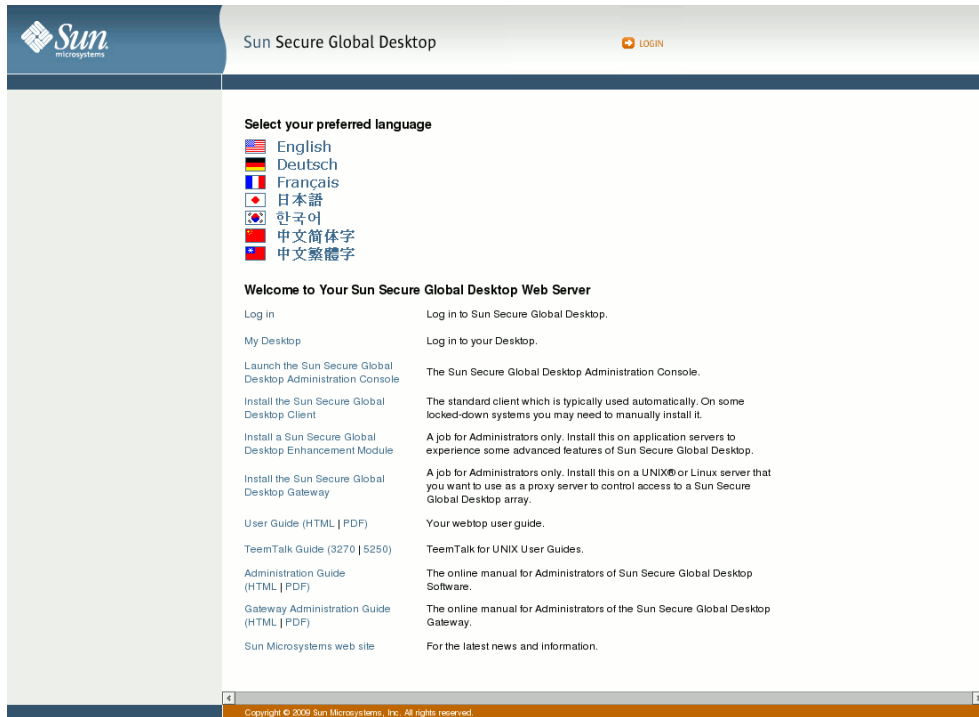 Sun
microsystems
Sun Secure Global Desktop
LOGIN
Select your preferred language
English
Deutsch
Français
日本語
한국어
中文简体字
中文繁體字
Welcome to Your Sun Secure Global Desktop Web Server
Log in
Log in to Sun Secure Global Desktop.
My Desktop
Log in to your Desktop.
Launch the Sun Secure Global
Desktop Administration Console
The Sun Secure Global Desktop Administration Console.
Install the Sun Secure Global
Desktop Client
The standard client which is typically used automatically. On some
locked-down systems you may need to manually install it.
Install a Sun Secure Global
Desktop Enhancement Module
A job for Administrators only. Install this on application servers to
experience some advanced features of Sun Secure Global Desktop.
Install the Sun Secure Global
Desktop Gateway
A job for Administrators only. Install this on a UNIX® or Linux server that
you want to use as a proxy server to control access to a Sun Secure
Global Desktop array.
User Guide (HTML | PDF)
Your webtop user guide.
TeemTalk Guide (3270 | 5250)
TeemTalk for UNIX User Guides.
Administration Guide
(HTML | PDF)
The online manual for Administrators of Sun Secure Global Desktop
Software.
Gateway Administration Guide
(HTML | PDF)
The online manual for Administrators of the Sun Secure Global Desktop
Gateway.
Sun Microsystems web site
For the latest news and information.
Copyright © 2009 Sun Microsystems, Inc. All rights reserved.